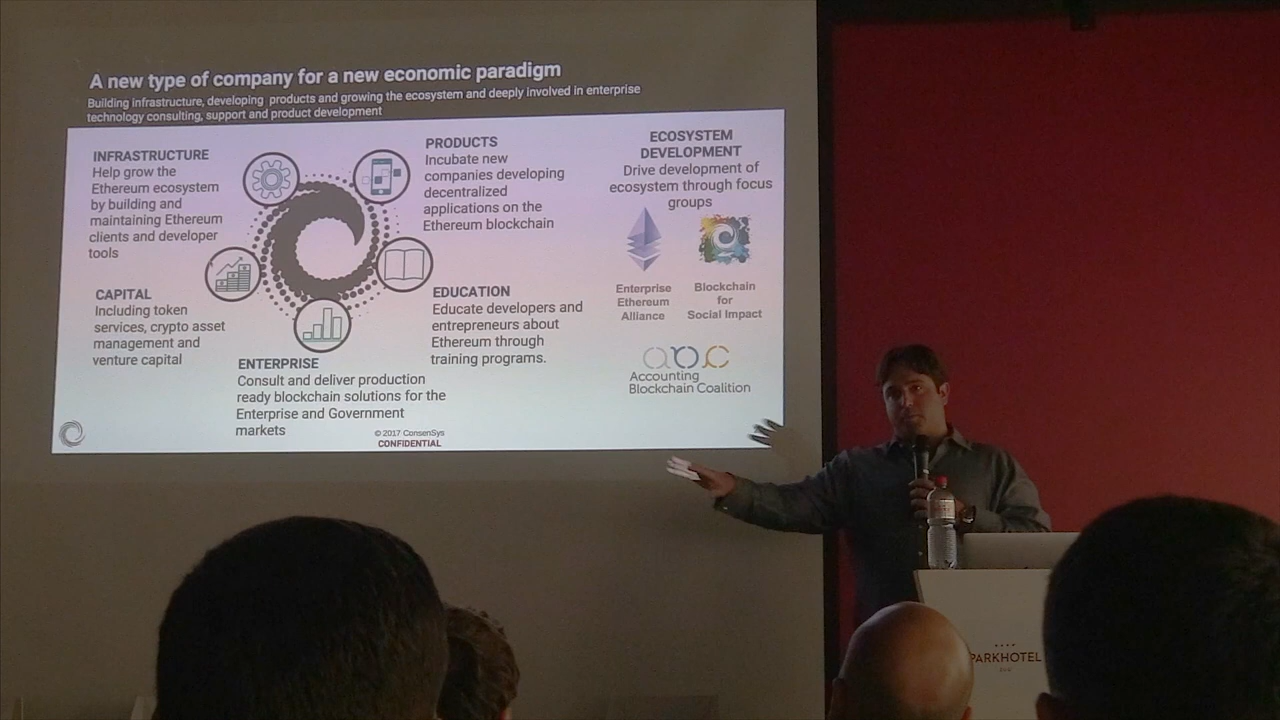 A new type of company for a new economic paradigm
Building infrastructure, developing products and growing the ecosystem and deeply involved in enterprise
technology consulting, support and product development
INFRASTRUCTURE
Help grow the
Ethereum ecosystem
by building and
maintaining Ethereum
clients and developer
tools
PRODUCTS
Incubate new
companies developing
decentralized
applications on the
Ethereum blockchain
CAPITAL
Including token
services, crypto asset
management and
venture capital
EDUCATION
Educate developers and
entrepreneurs about
Ethereum through
training programs.
ENTERPRISE
Consult and deliver production
ready blockchain solutions for the
Enterprise and Government
markets
© 2017 ConsenSys
CONFIDENTIAL
ECOSYSTEM
DEVELOPMENT
Drive development of
ecosystem through focus
groups
Enterprise
Ethereum
Alliance
Blockchain
for
Social Impact
abc
Accounting
Blockchain Coalition
PARKHOTEL